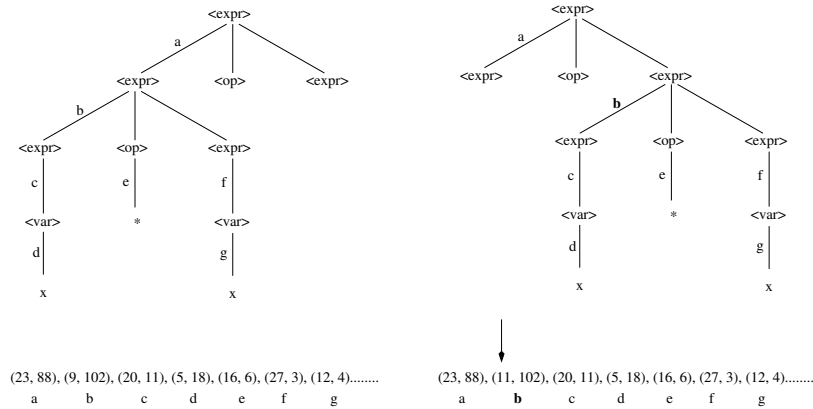 <expr>
a
<expr> <op> <expr>
b
<expr> <op> <expr>
c e f
<var> * <var>
d g
x x
(23, 88), (9, 102), (20, 11), (5, 18), (16, 6), (27, 3), (12, 4)........
a b c d e f g
<expr>
a
<expr> <op> <expr>
b
<expr> <op> <expr>
c e f
<var> * <var>
d g
x x
(23, 88), (11, 102), (20, 11), (5, 18), (16, 6), (27, 3), (12, 4)........
a b c d e f g